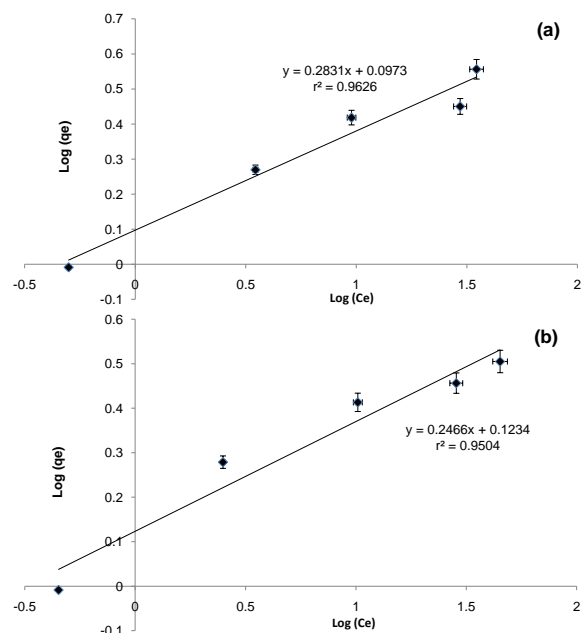 (a)
0.7
0.6
y = 0.2831x + 0.0973
r² = 0.9626
0.5
0.4
Log (qe)
0.3
0.2
0.1
0
-0.5
0
0.5
1
1.5
2
-0.1
Log (Ce)
(b)
0.6
0.5
0.4
y = 0.2466x + 0.1234
r² = 0.9504
Log (qe)
0.3
0.2
0.1
0
-0.5
0
0.5
1
1.5
2
-0.1
Log (Ce)